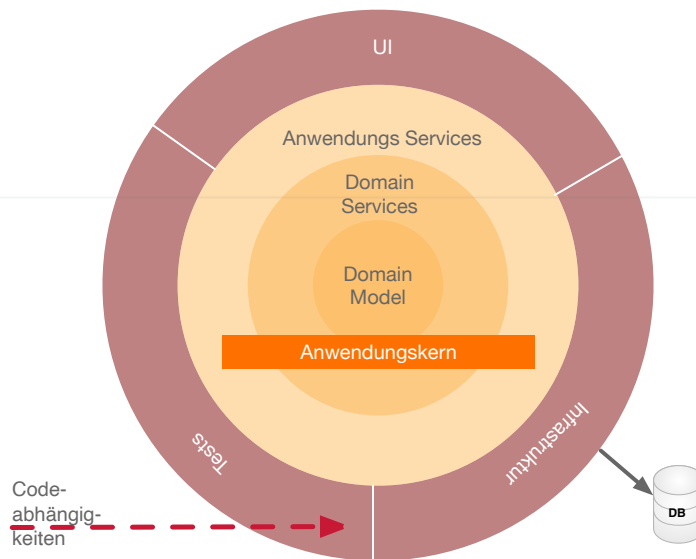 UI
Anwendungs Services
Domain
Services
Domain
Model
Anwendungskern
Tests
Infrastruktur
Code-
abhängig-
keiten
DB